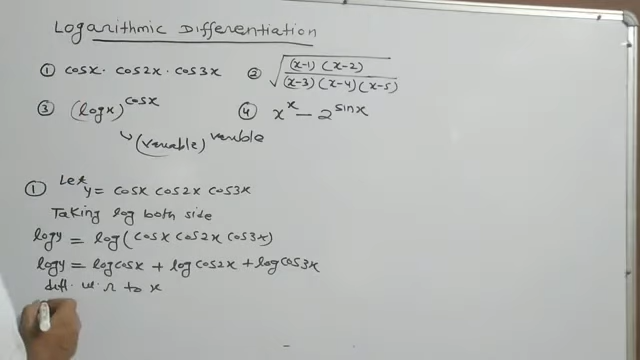 Logarithmic Differentiation
① cosx · cos2x · cos3x ② √((x-1)(x-2) / (x-3)(x-4)(x-5))
③ (logx)^cosx ④ x^x - 2^sinx
↳ (variable)^variable
① Let y = cosx cos2x cos3x
Taking log both side
logy = log(cosx cos2x cos3x)
logy = logcosx + logcos2x + logcos3x
diff. w. r to x